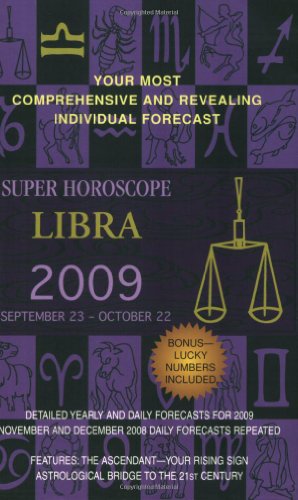 YOUR MOST
COMPREHENSIVE AND REVEALING
INDIVIDUAL FORECAST
SUPER HOROSCOPE
LIBRA
2009
SEPTEMBER 23 – OCTOBER 22
BONUS—
LUCKY
NUMBERS
INCLUDED
DETAILED YEARLY AND DAILY FORECASTS FOR 2009
NOVEMBER AND DECEMBER 2008 DAILY FORECASTS REPEATED
FEATURES: THE ASCENDANT—YOUR RISING SIGN
ASTROLOGICAL BRIDGE TO THE 21ST CENTURY